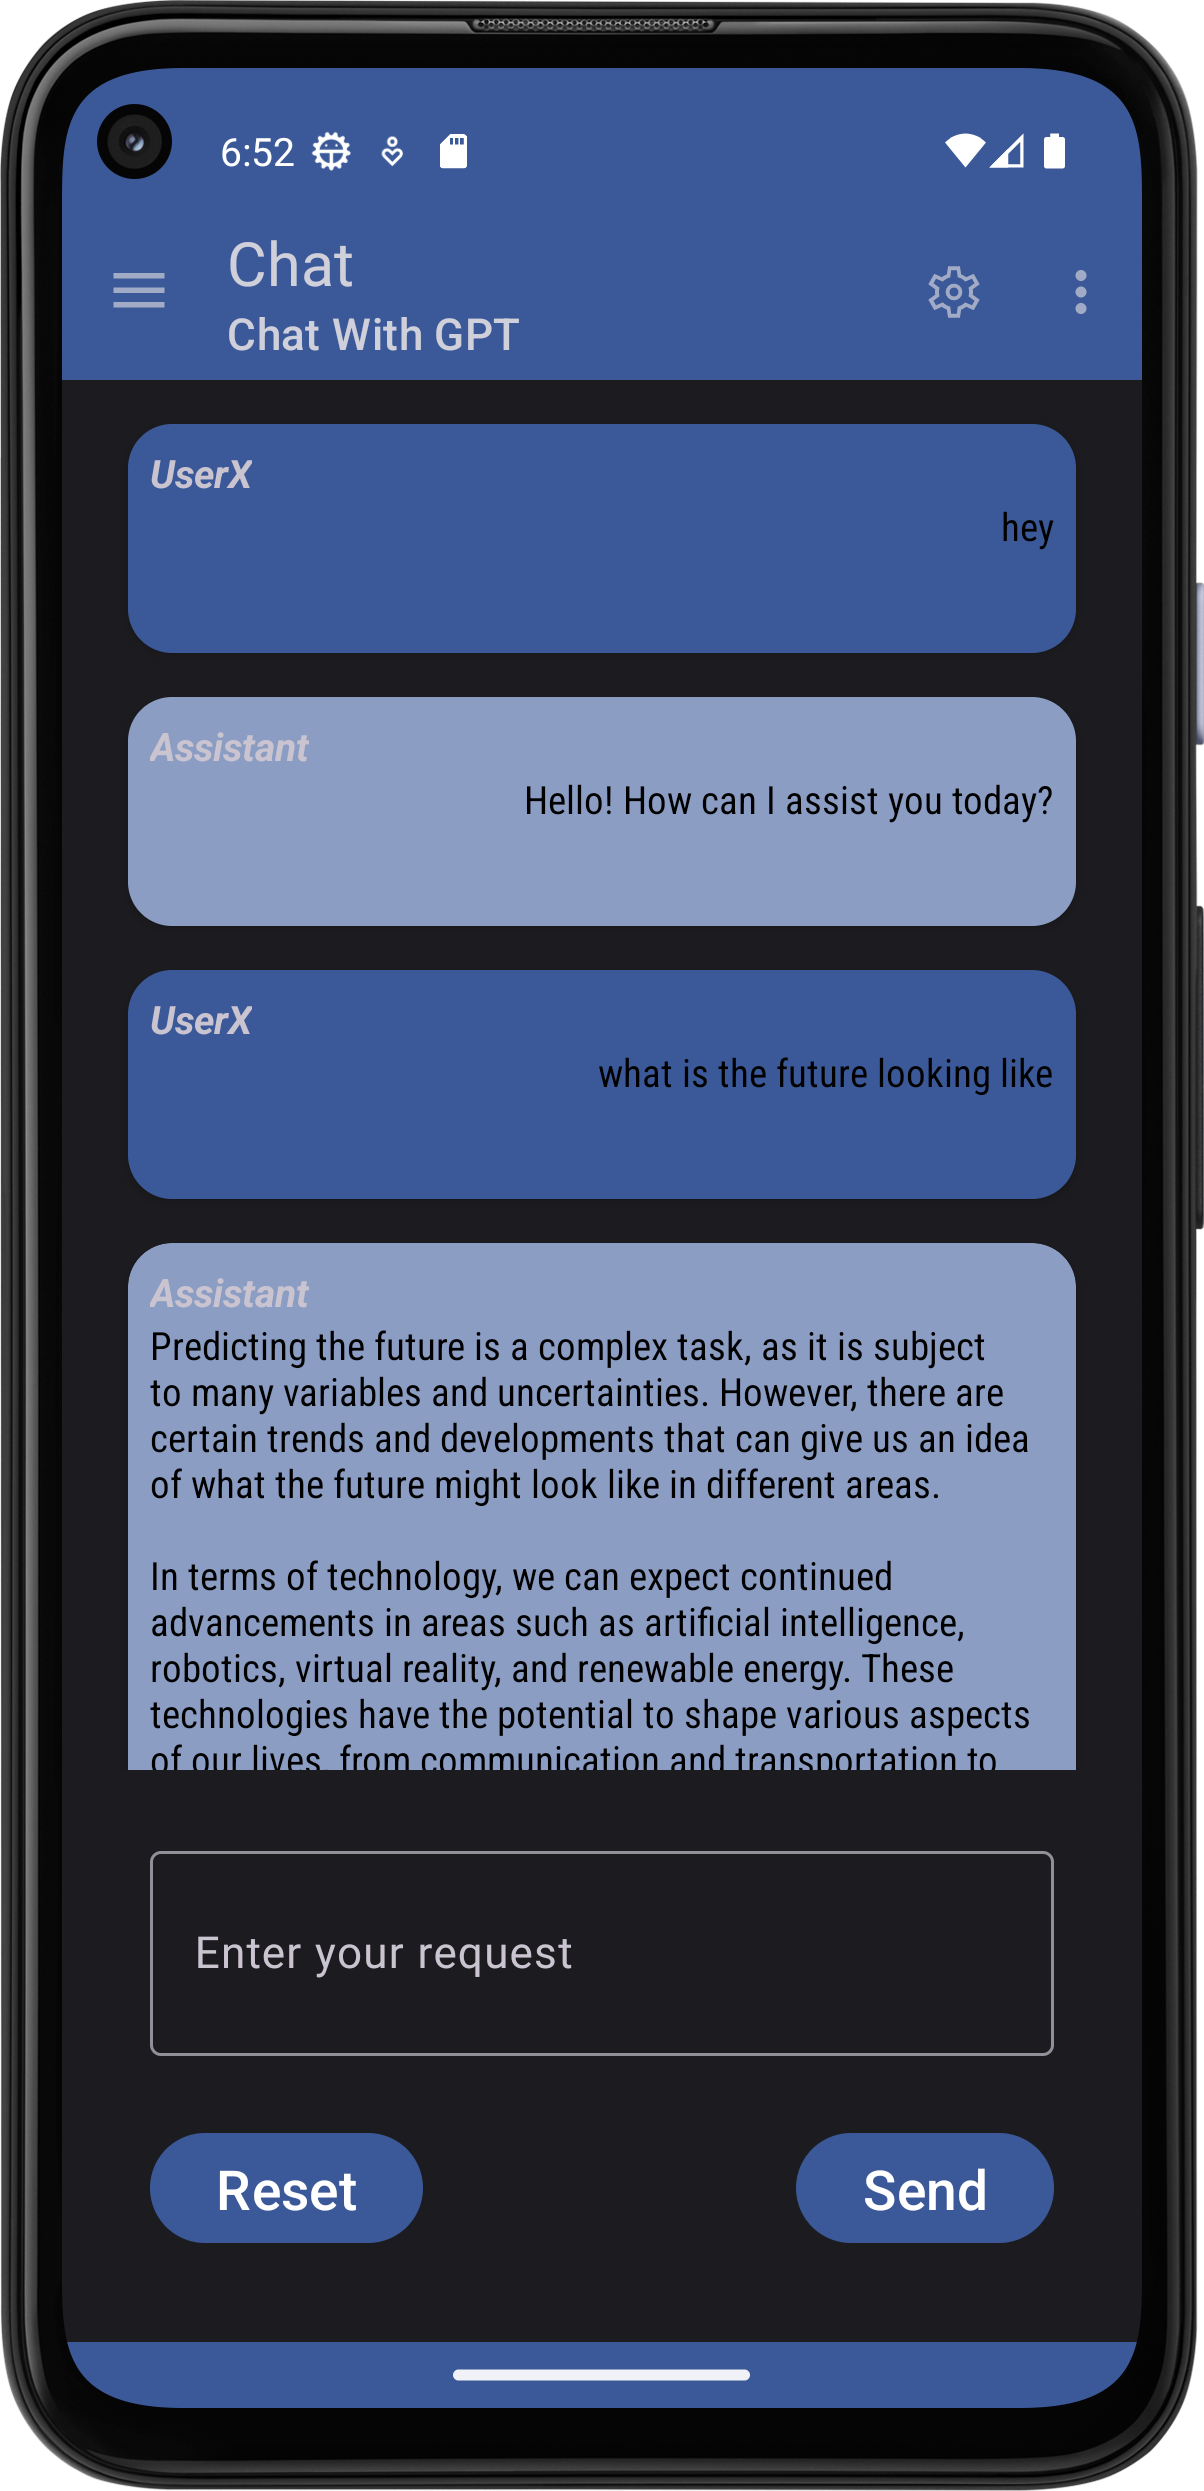 6:52
Chat
Chat With GPT
UserX
hey
Assistant
Hello! How can I assist you today?
UserX
what is the future looking like
Assistant
Predicting the future is a complex task, as it is subject
to many variables and uncertainties. However, there are
certain trends and developments that can give us an idea
of what the future might look like in different areas.
In terms of technology, we can expect continued
advancements in areas such as artificial intelligence,
robotics, virtual reality, and renewable energy. These
technologies have the potential to shape various aspects
of our lives, from communication and transportation to
Enter your request
Reset
Send